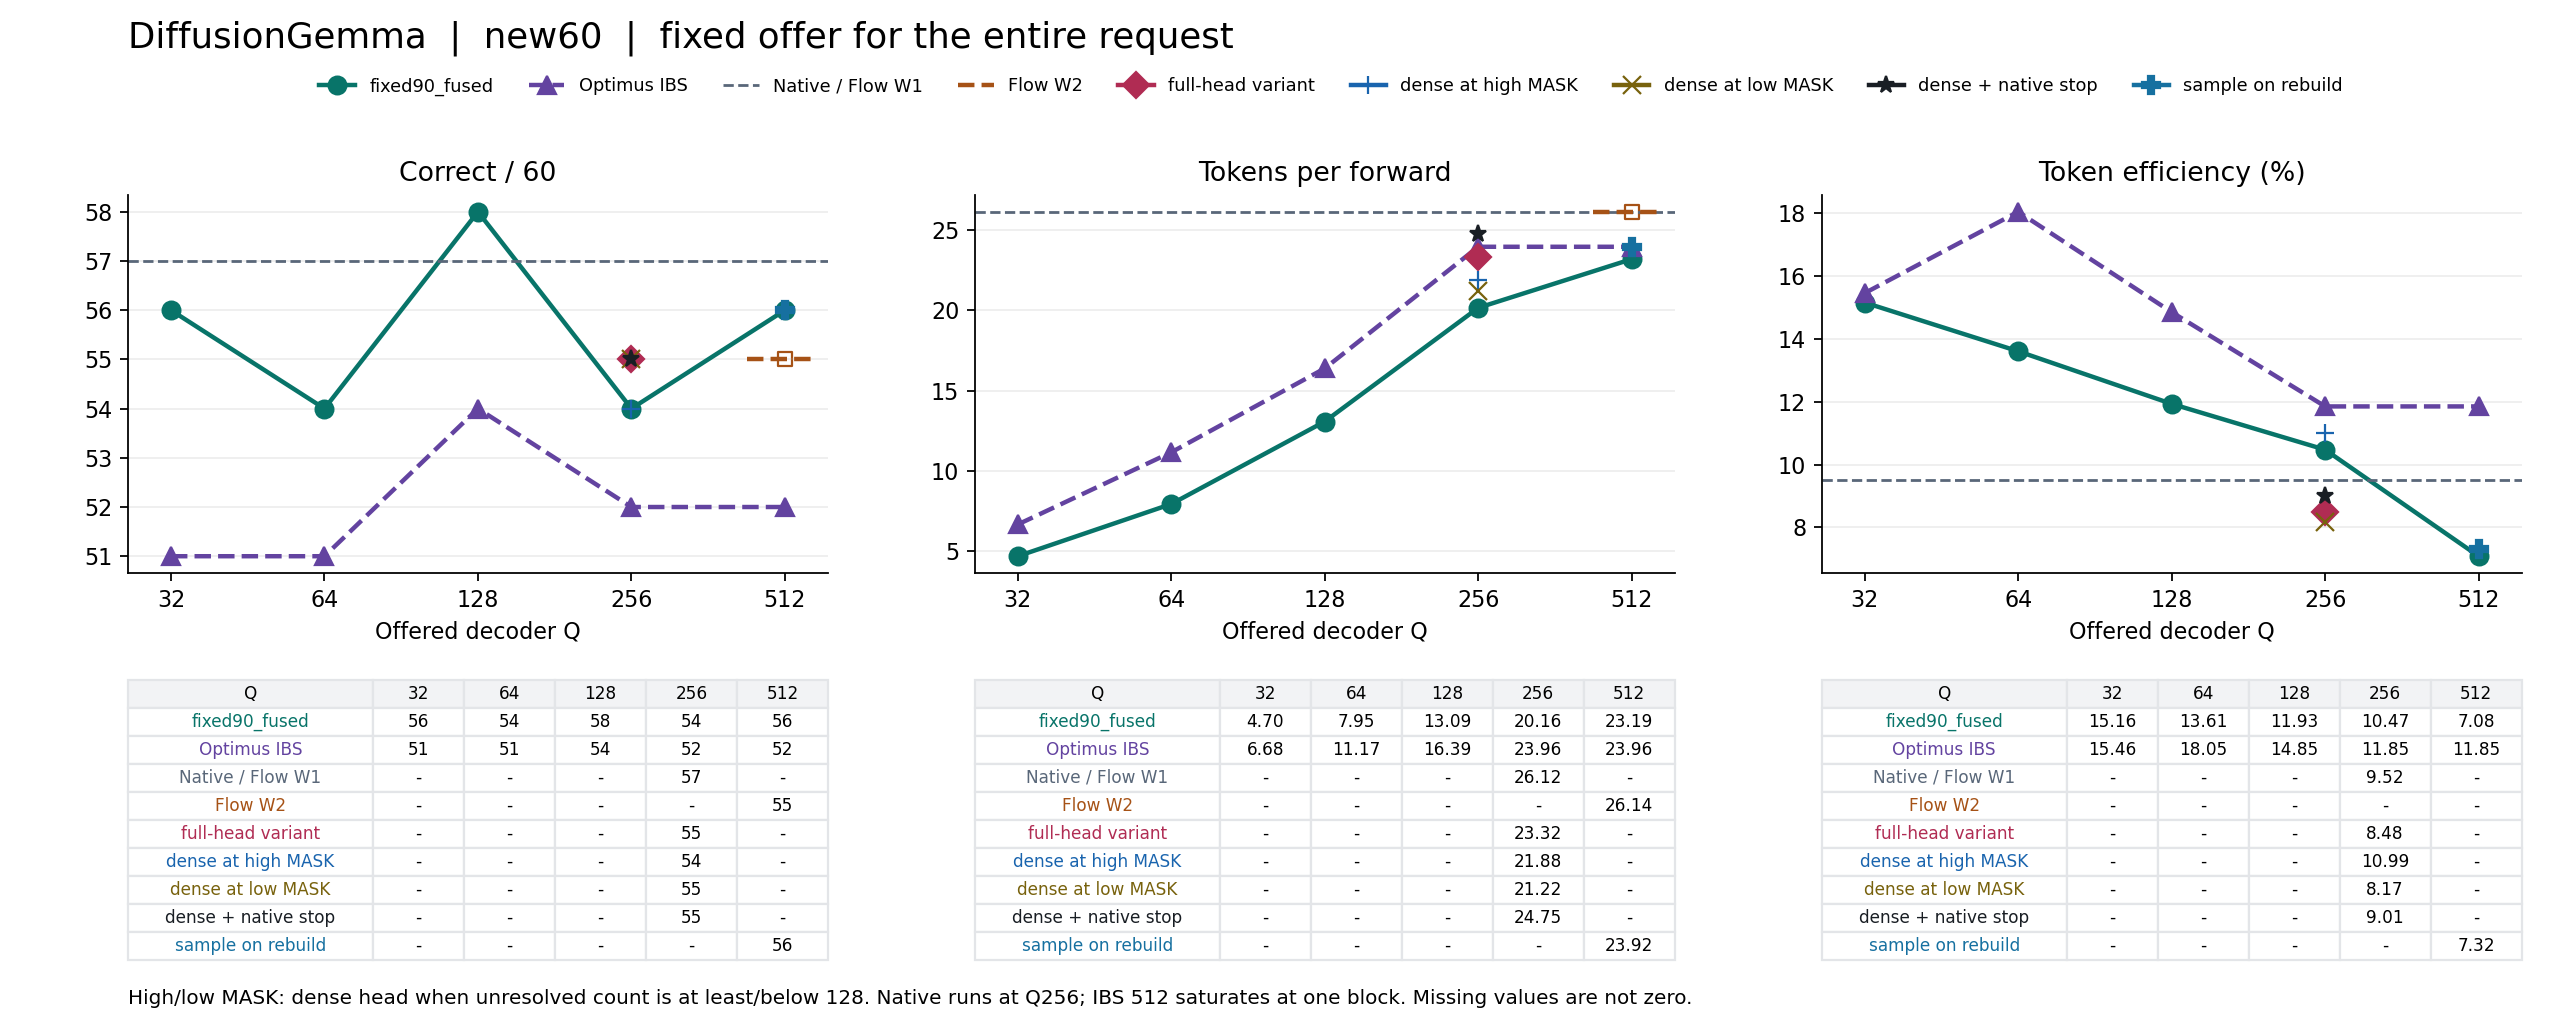 DiffusionGemma | new60 | fixed offer for the entire request
fixed90_fused Optimus IBS Native / Flow W1 Flow W2 full-head variant dense at high MASK dense at low MASK dense + native stop sample on rebuild
Correct / 60
58
57
56
55
54
53
52
51
32 64 128 256 512
Offered decoder Q
Tokens per forward
25
20
15
10
5
32 64 128 256 512
Offered decoder Q
Token efficiency (%)
18
16
14
12
10
8
32 64 128 256 512
Offered decoder Q
Q 32 64 128 256 512
fixed90_fused 56 54 58 54 56
Optimus IBS 51 51 54 52 52
Native / Flow W1 - - - 57 -
Flow W2 - - - - 55
full-head variant - - - 55 -
dense at high MASK - - - 54 -
dense at low MASK - - - 55 -
dense + native stop - - - 55 -
sample on rebuild - - - - 56
Q 32 64 128 256 512
fixed90_fused 4.70 7.95 13.09 20.16 23.19
Optimus IBS 6.68 11.17 16.39 23.96 23.96
Native / Flow W1 - - - 26.12 -
Flow W2 - - - - 26.14
full-head variant - - - 23.32 -
dense at high MASK - - - 21.88 -
dense at low MASK - - - 21.22 -
dense + native stop - - - 24.75 -
sample on rebuild - - - - 23.92
Q 32 64 128 256 512
fixed90_fused 15.16 13.61 11.93 10.47 7.08
Optimus IBS 15.46 18.05 14.85 11.85 11.85
Native / Flow W1 - - - 9.52 -
Flow W2 - - - - -
full-head variant - - - 8.48 -
dense at high MASK - - - 10.99 -
dense at low MASK - - - 8.17 -
dense + native stop - - - 9.01 -
sample on rebuild - - - - 7.32
High/low MASK: dense head when unresolved count is at least/below 128. Native runs at Q256; IBS 512 saturates at one block. Missing values are not zero.